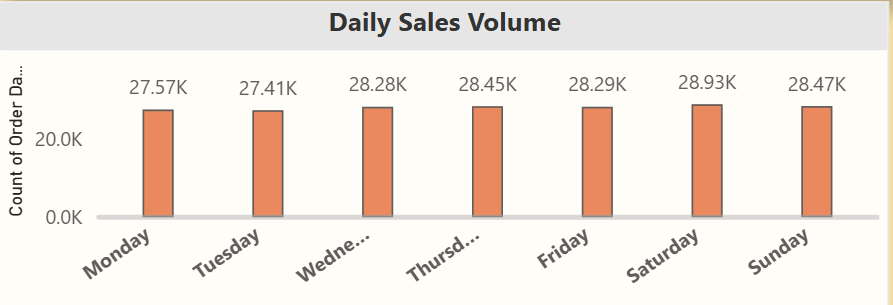 Daily Sales Volume
Count of Order Da...
27.57K 27.41K 28.28K 28.45K 28.29K 28.93K 28.47K
20.0K
0.0K
Monday Tuesday Wedne... Thursd... Friday Saturday Sunday